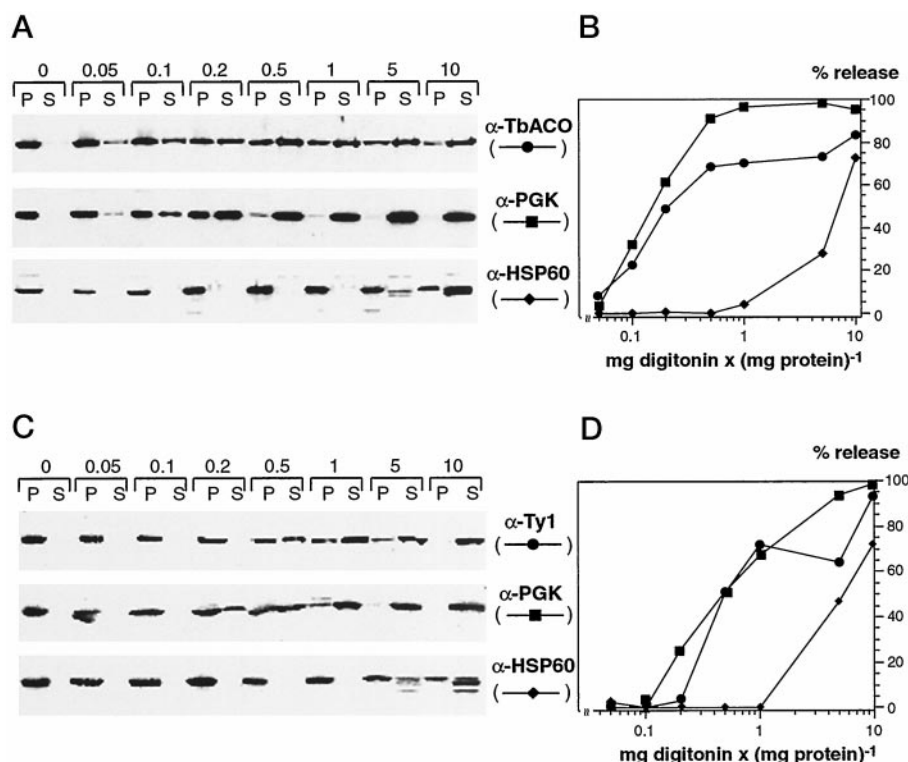 A
0 0.05 0.1 0.2 0.5 1 5 10
P S P S P S P S P S P S P S P S
α-TbACO
( )
α-PGK
( )
α-HSP60
( )
B
% release
100
80
60
40
20
0
0.1 1 10
mg digitonin x (mg protein)-1
C
0 0.05 0.1 0.2 0.5 1 5 10
P S P S P S P S P S P S P S P S
α-Ty1
( )
α-PGK
( )
α-HSP60
( )
D
% release
100
80
60
40
20
0
0.1 1 10
mg digitonin x (mg protein)-1